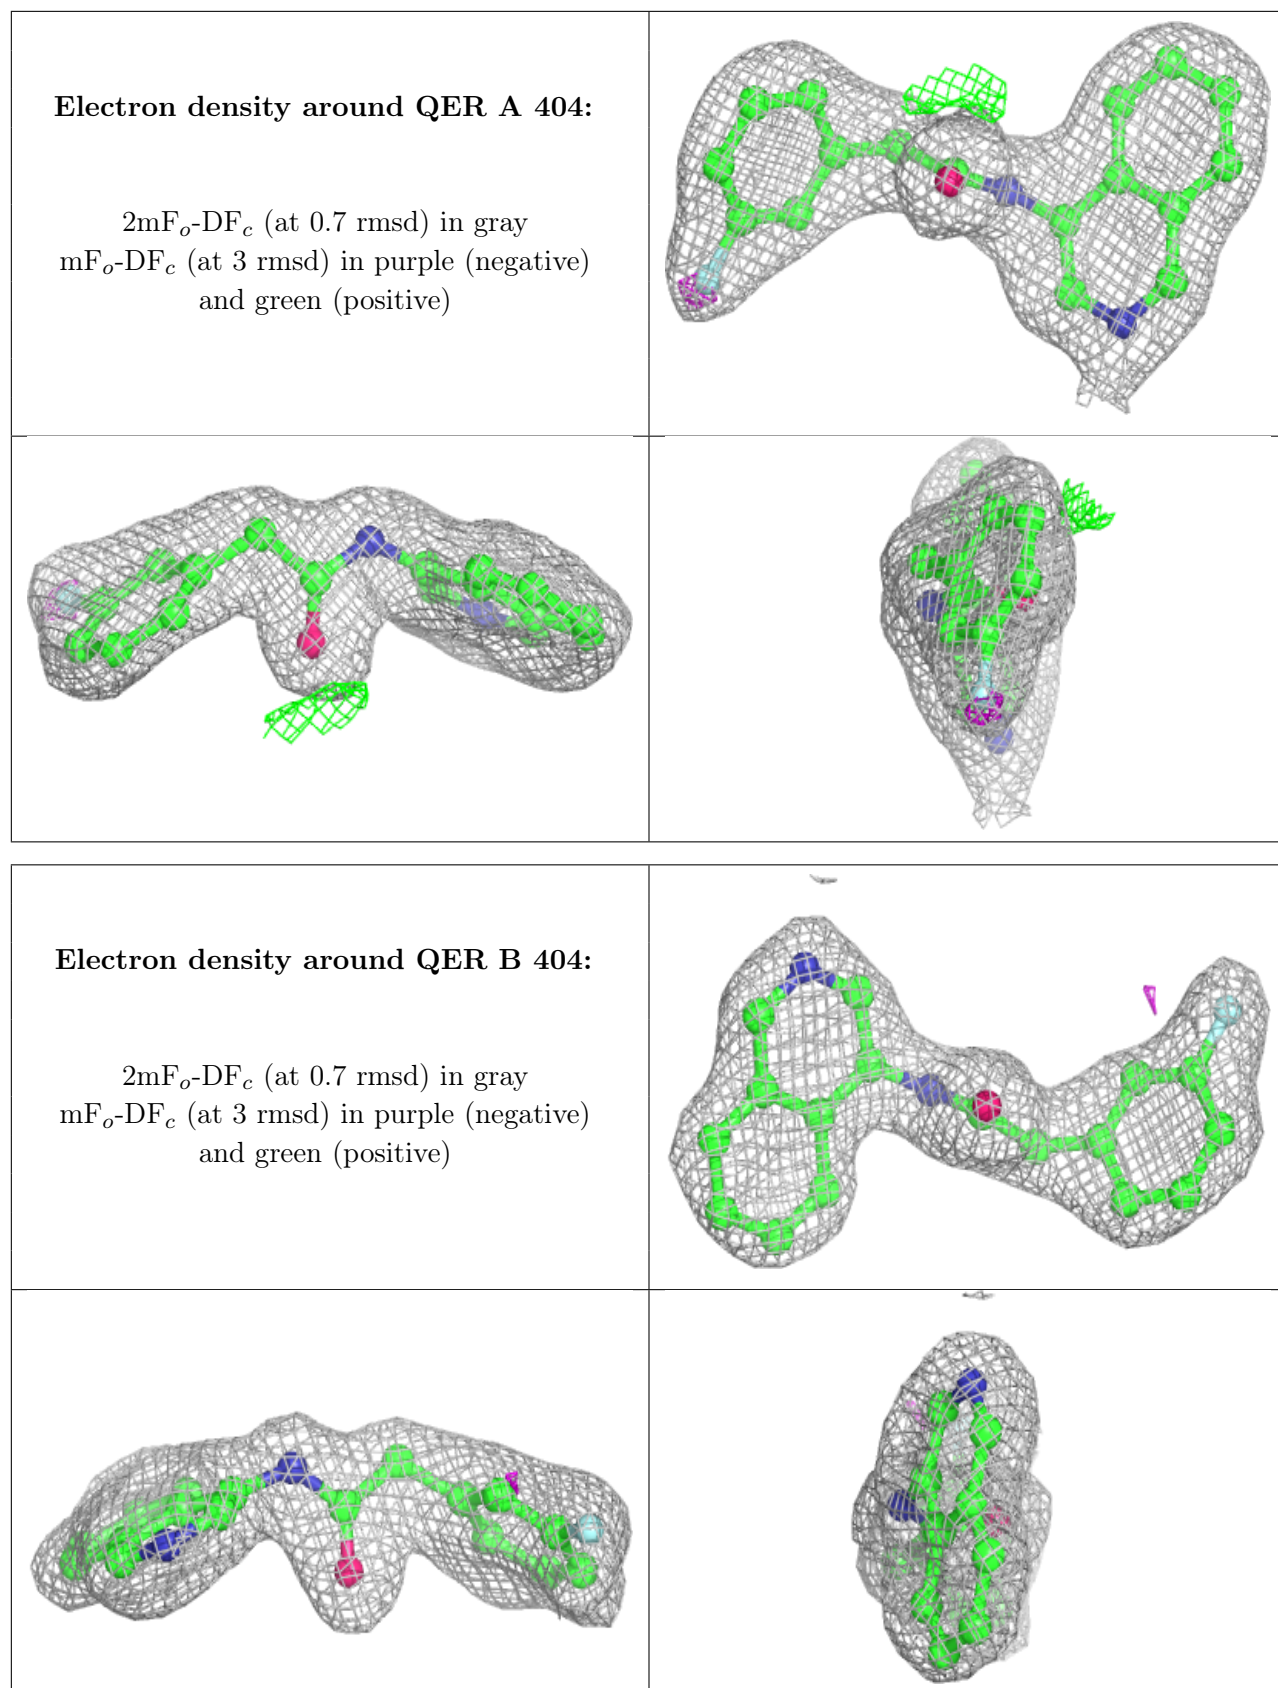 Electron density around QER A 404:
2mFₒ-DF𝒸 (at 0.7 rmsd) in gray
mFₒ-DF𝒸 (at 3 rmsd) in purple (negative)
and green (positive)
Electron density around QER B 404:
2mFₒ-DF𝒸 (at 0.7 rmsd) in gray
mFₒ-DF𝒸 (at 3 rmsd) in purple (negative)
and green (positive)